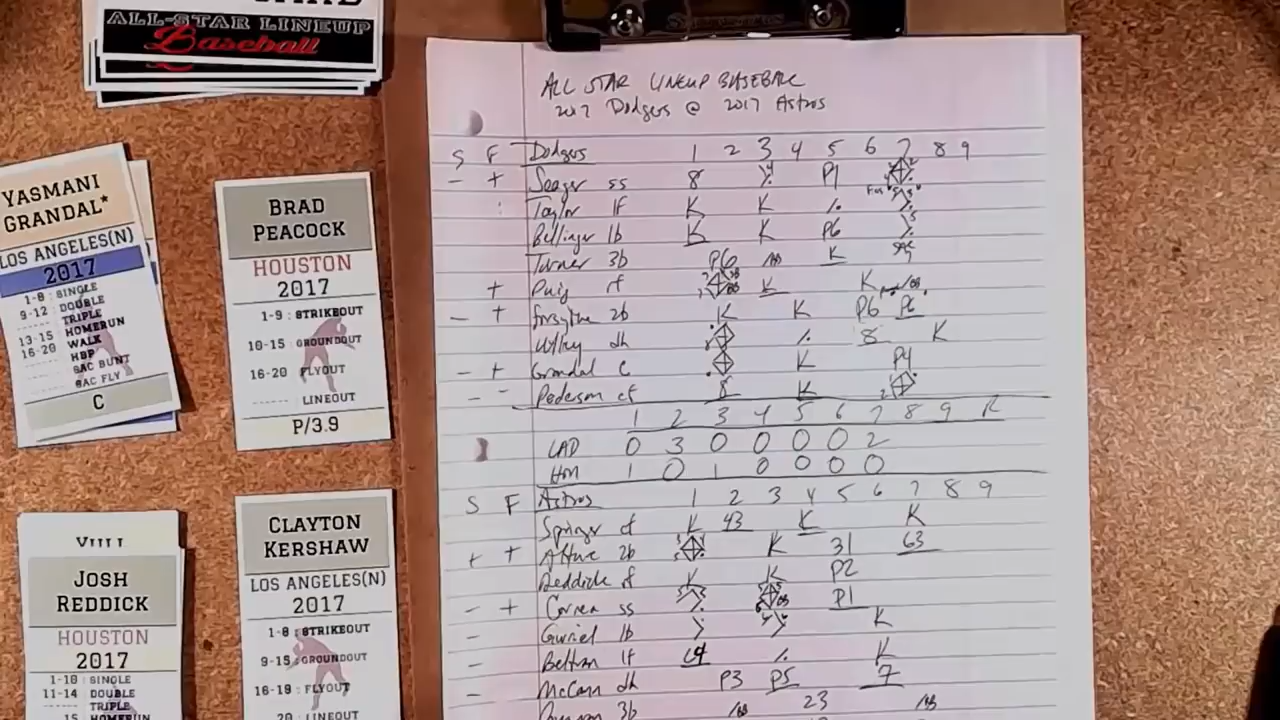 ALL-STAR LINEUP
Baseball
YASMANI
GRANDAL*
LOS ANGELES(N)
2017
1-8: SINGLE
9-12: DOUBLE
TRIPLE
13-15 HOMERUN
16-20 WALK
HBP
SAC BUNT
SAC FLY
C
BRAD
PEACOCK
HOUSTON
2017
1-9: STRIKEOUT
10-15 GROUNDOUT
16-20 FLYOUT
LINEOUT
P/3.9
JOSH
REDDICK
HOUSTON
2017
1-10: SINGLE
11-14 DOUBLE
TRIPLE
15 HOMERUN
CLAYTON
KERSHAW
LOS ANGELES(N)
2017
1-8: STRIKEOUT
9-15: GROUNDOUT
16-19: FLYOUT
20: LINEOUT
ALL STAR LINEUP BASEBALL
2017 Dodgers @ 2017 Astros
S F Dodgers 1 2 3 4 5 6 7 8 9
- + Seager ss 8 P1
Taylor lf K K
Bellinger 1b K K P6
Turner 3b P6 K
+ Puig rf K K
- + Forsythe 2b K K P6 P6
Utley dh 8 K
- + Grandal c K P4
- - Pederson cf 8 K
1 2 3 4 5 6 7 8 9 R
LAD 0 3 0 0 0 0 2
HOU 1 0 1 0 0 0 0
S F Astros 1 2 3 4 5 6 7 8 9
Springer cf K 43 K K
+ + Altuve 2b K 31 63
Reddick rf K K P2
- + Correa ss P1
- Gurriel 1b K
- Beltran lf 64 K
- McCann dh P3 P5 7
3b 23